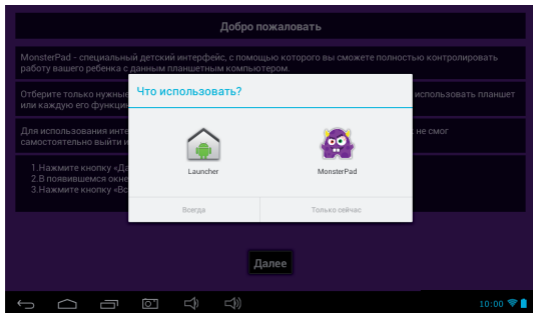 Добро пожаловать
MonsterPad - специальный детский интерфейс, с помощью которого вы сможете полностью контролировать
работу вашего ребенка с данным планшетным компьютером.
Отберите только нужные использовать планшет
или каждую его функци
Для использования инте не смог
самостоятельно выйти и
1.Нажмите кнопку «Да
2.В появившемся окне
3.Нажмите кнопку «Вс
Что использовать?
Launcher MonsterPad
Всегда Только сейчас
Далее
10:00